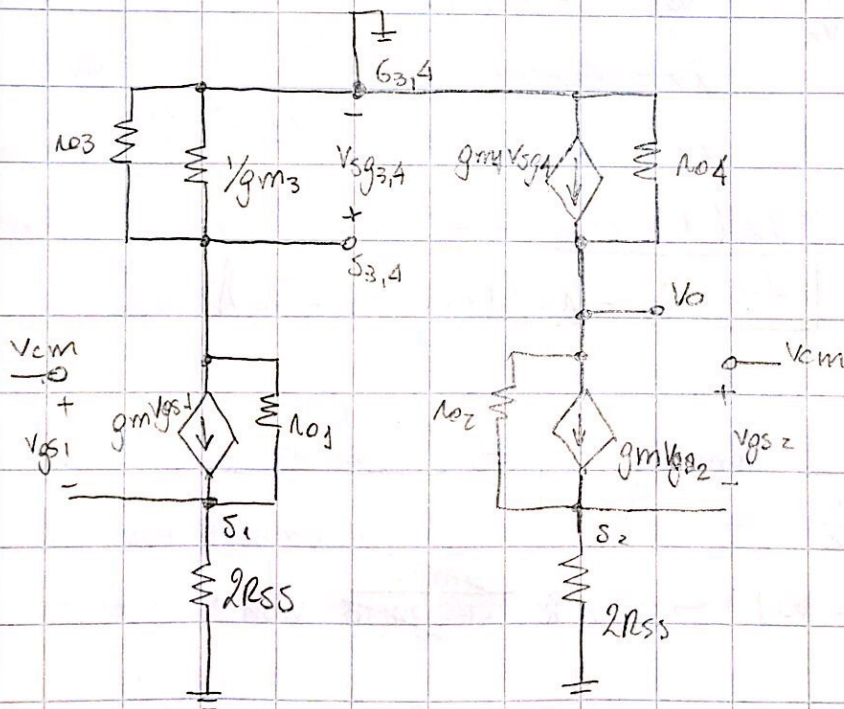 G3,4
ro3
1/gm3
Vsg3,4
gm4Vsg4
ro4
S3,4
Vo
Vcm
Vcm
+
gmVgs1
ro1
ro2
gmVgs2
+
Vgs1
Vgs2
-
-
+
-
S1
S2
2RSS
2RSS